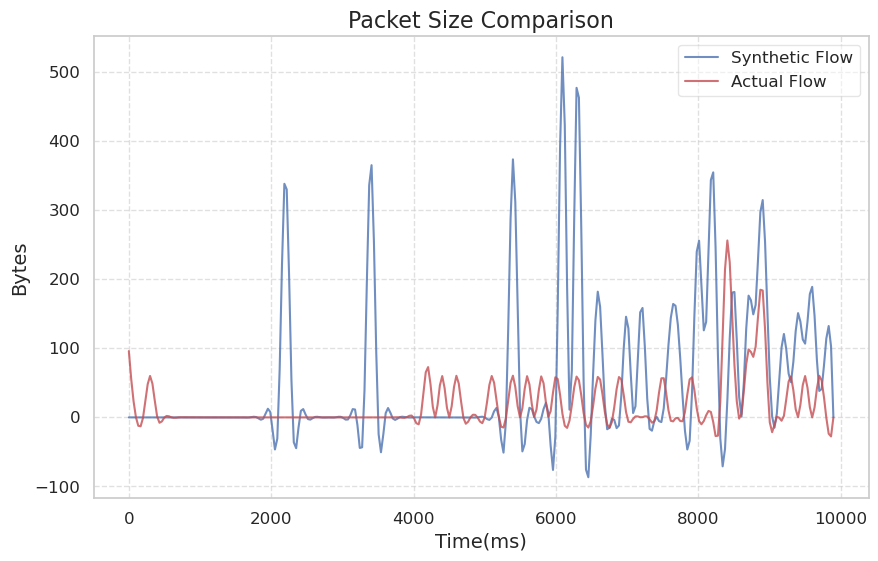 Packet Size Comparison
Synthetic Flow
Actual Flow
Bytes
500
400
300
200
100
0
−100
0 2000 4000 6000 8000 10000
Time(ms)